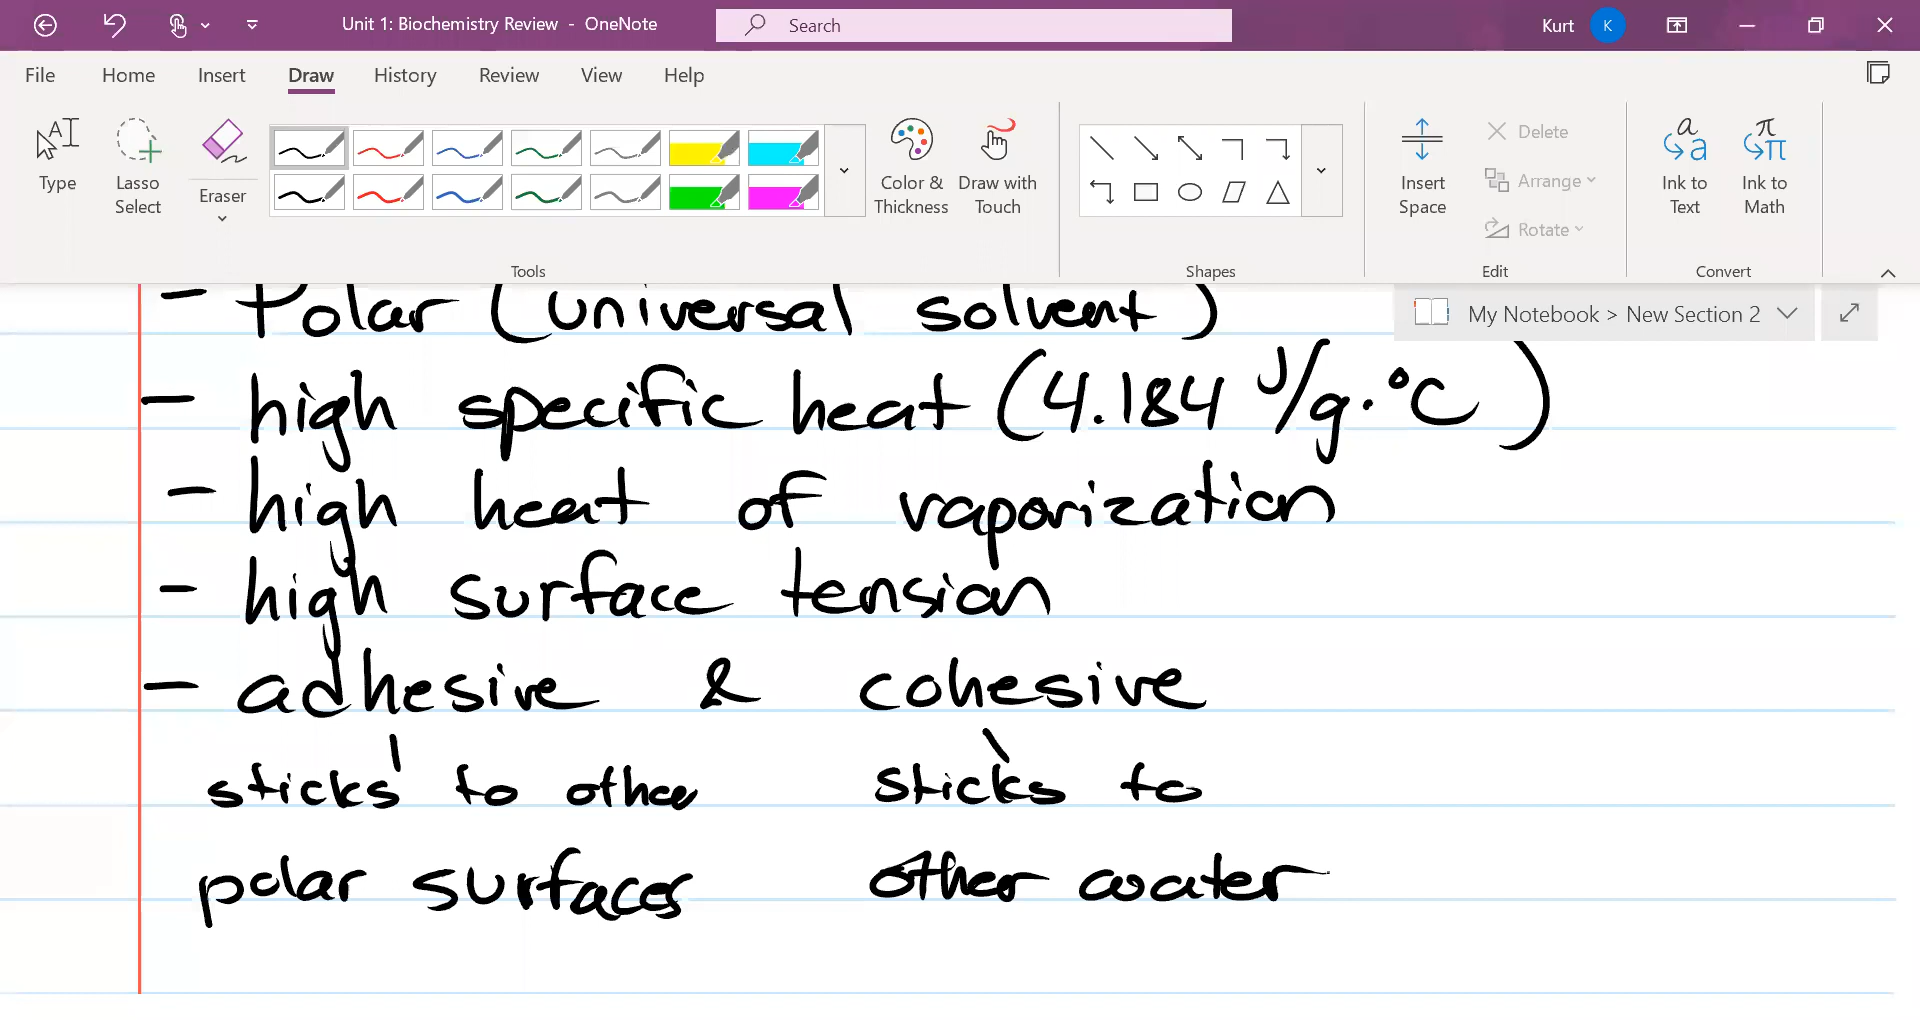 Unit 1: Biochemistry Review - OneNote
Search
Kurt
K
File Home Insert Draw History Review View Help
Type
Lasso Select
Eraser
Color & Thickness
Draw with Touch
Insert Space
Delete
Arrange
Rotate
Ink to Text
Ink to Math
Tools
Shapes
Edit
Convert
My Notebook > New Section 2
- Polar (universal solvent)
- high specific heat (4.184 J/g·°C)
- high heat of vaporization
- high surface tension
- adhesive & cohesive
sticks to other sticks to
polar surfaces other water